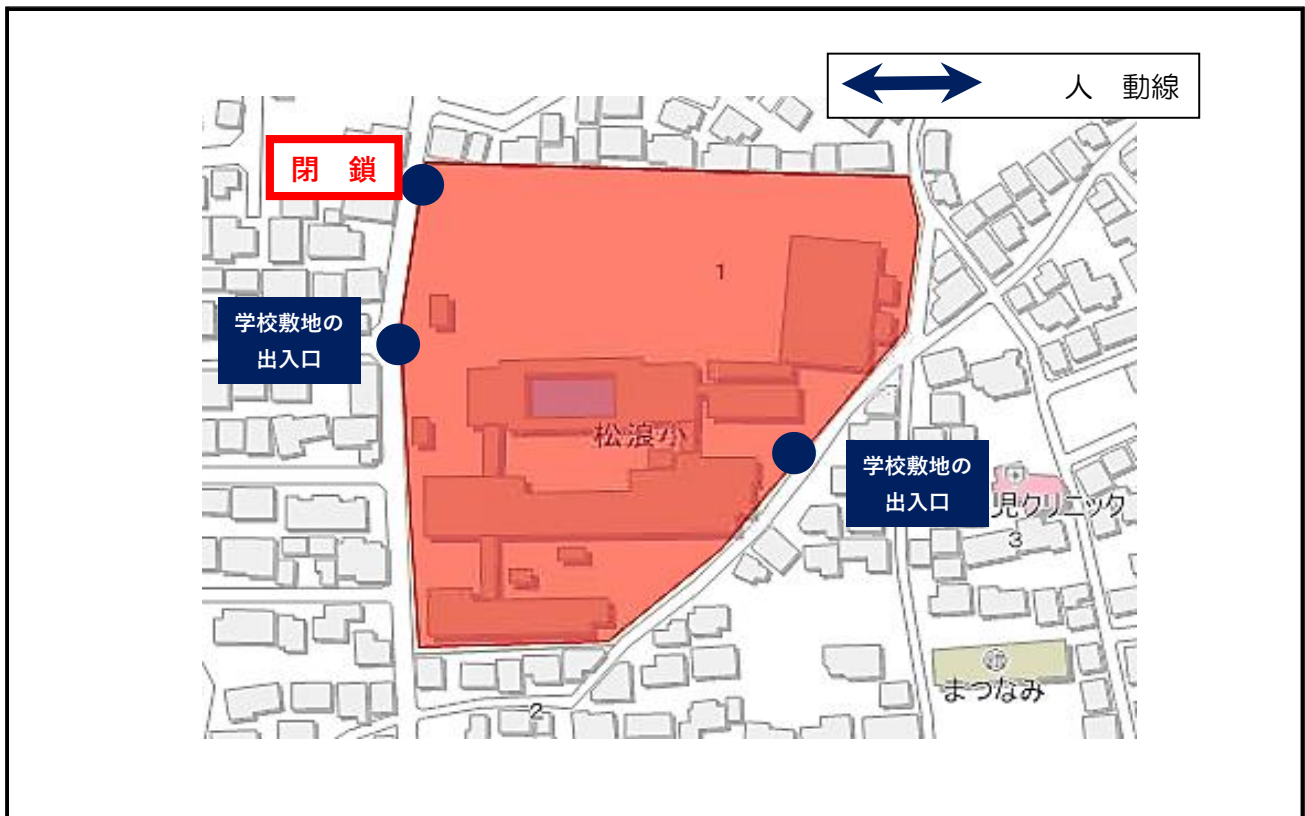 人　動線
閉　鎖
1
学校敷地の
出入口
松浪小
学校敷地の
出入口
児クリニック
3
まつなみ
2